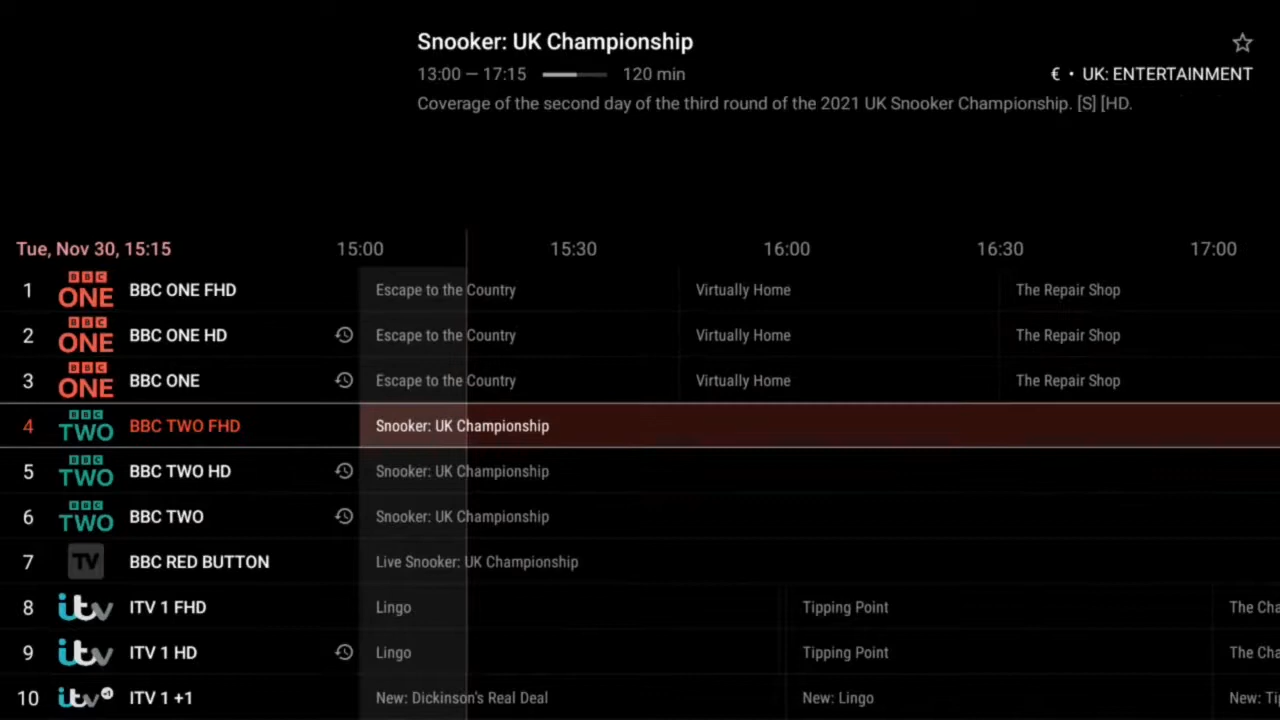 Snooker: UK Championship
13:00 — 17:15 120 min € • UK: ENTERTAINMENT
Coverage of the second day of the third round of the 2021 UK Snooker Championship. [S] [HD.
Tue, Nov 30, 15:15 15:00 15:30 16:00 16:30 17:00
1 BBC ONE BBC ONE FHD Escape to the Country Virtually Home The Repair Shop
2 BBC ONE BBC ONE HD Escape to the Country Virtually Home The Repair Shop
3 BBC ONE BBC ONE Escape to the Country Virtually Home The Repair Shop
4 BBC TWO BBC TWO FHD Snooker: UK Championship
5 BBC TWO BBC TWO HD Snooker: UK Championship
6 BBC TWO BBC TWO Snooker: UK Championship
7 TV BBC RED BUTTON Live Snooker: UK Championship
8 itv ITV 1 FHD Lingo Tipping Point The Cha
9 itv ITV 1 HD Lingo Tipping Point The Cha
10 itv ITV 1 +1 New: Dickinson's Real Deal New: Lingo New: Tip